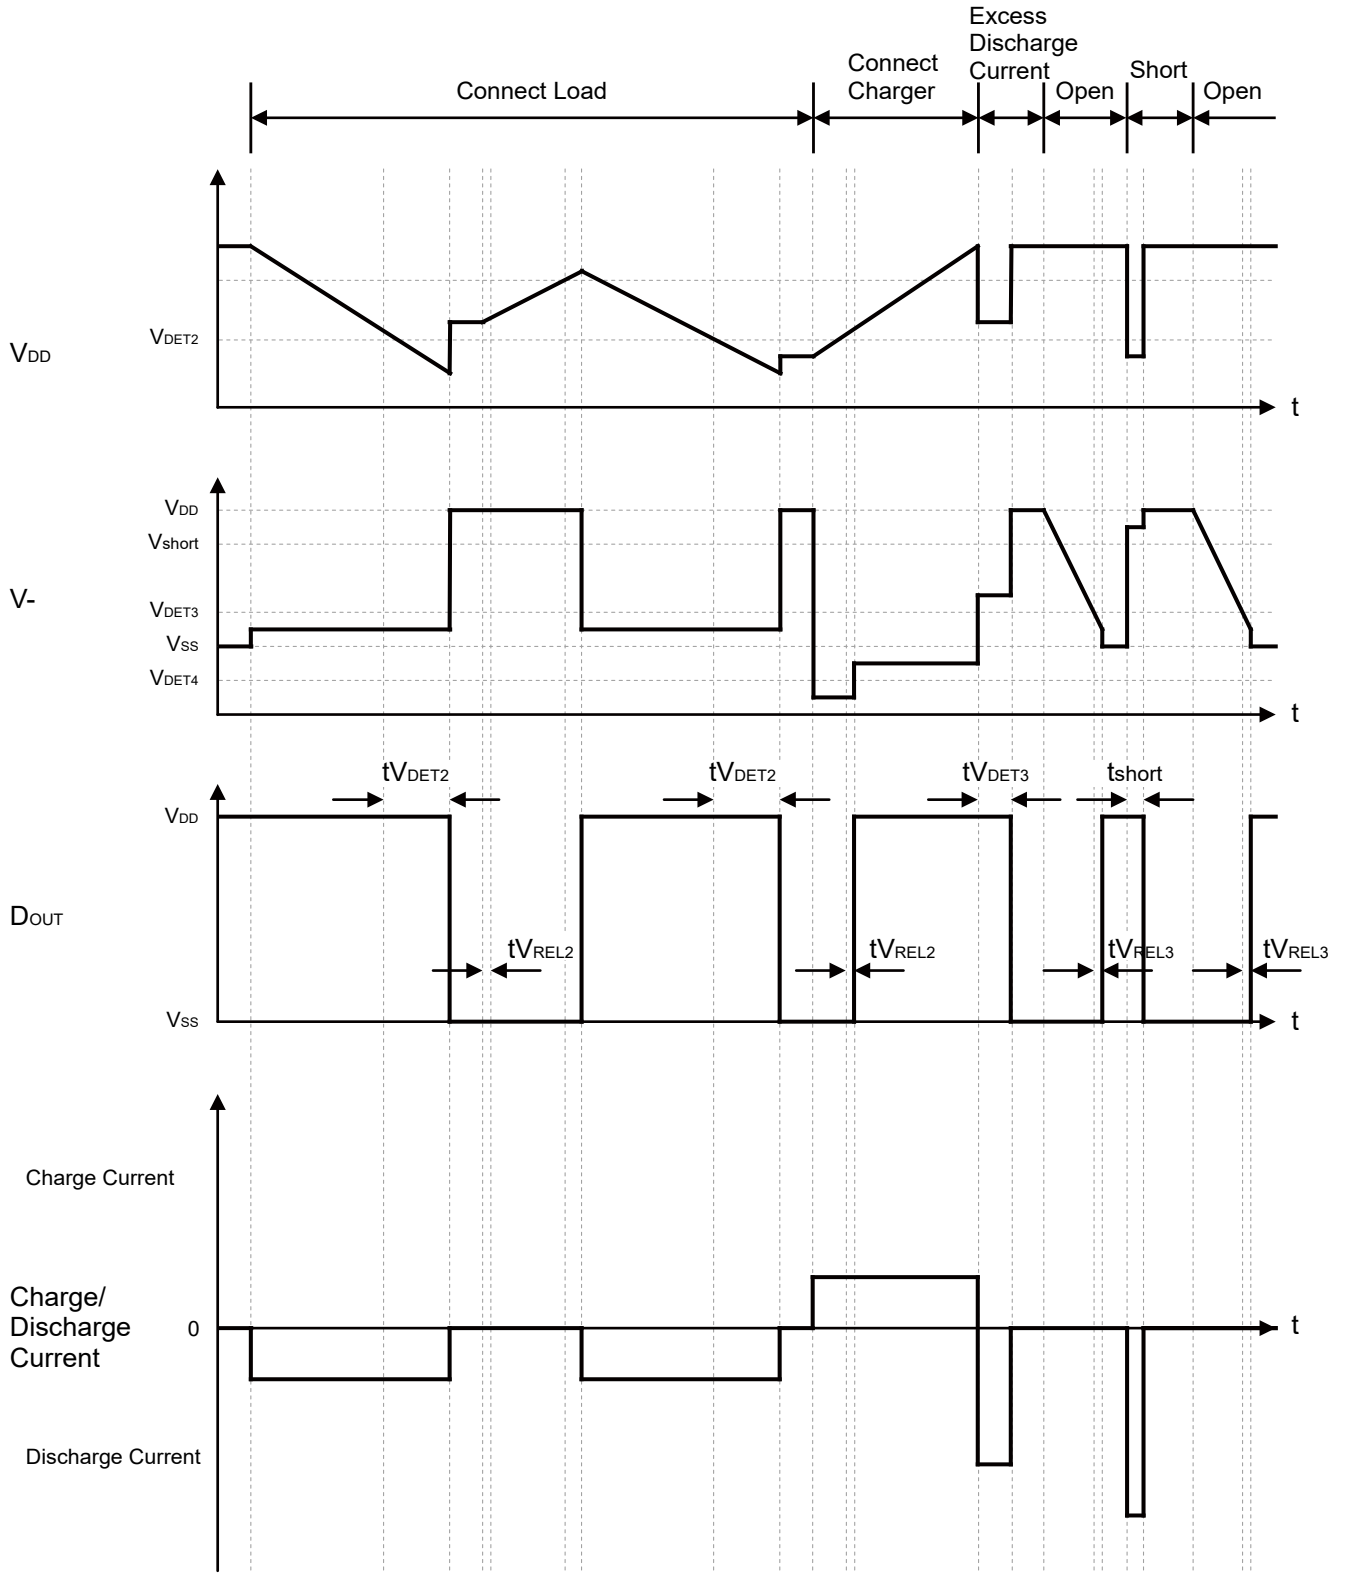 Excess
Discharge
Current
Connect
Charger
Short
Connect Load
Open
Open
VDET2
VDD
t
VDD
Vshort
V-
VDET3
VSS
VDET4
t
tVDET2
tVDET2
tVDET3
tshort
VDD
DOUT
tVREL2
tVREL2
tVREL3
tVREL3
VSS
t
Charge Current
Charge/
Discharge
Current
0
t
Discharge Current